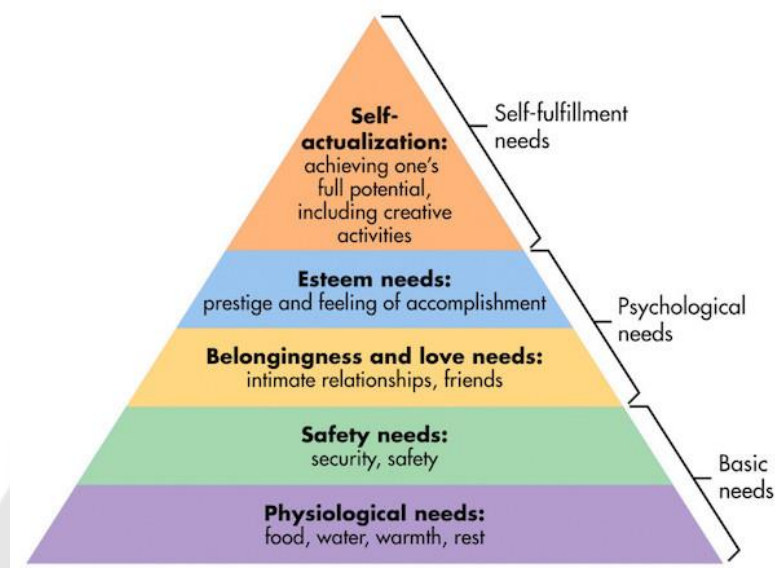 Self-
actualization:
achieving one's
full potential,
including creative
activities
Self-fulfillment
needs
Esteem needs:
prestige and feeling of accomplishment
Psychological
needs
Belongingness and love needs:
intimate relationships, friends
Safety needs:
security, safety
Basic
needs
Physiological needs:
food, water, warmth, rest